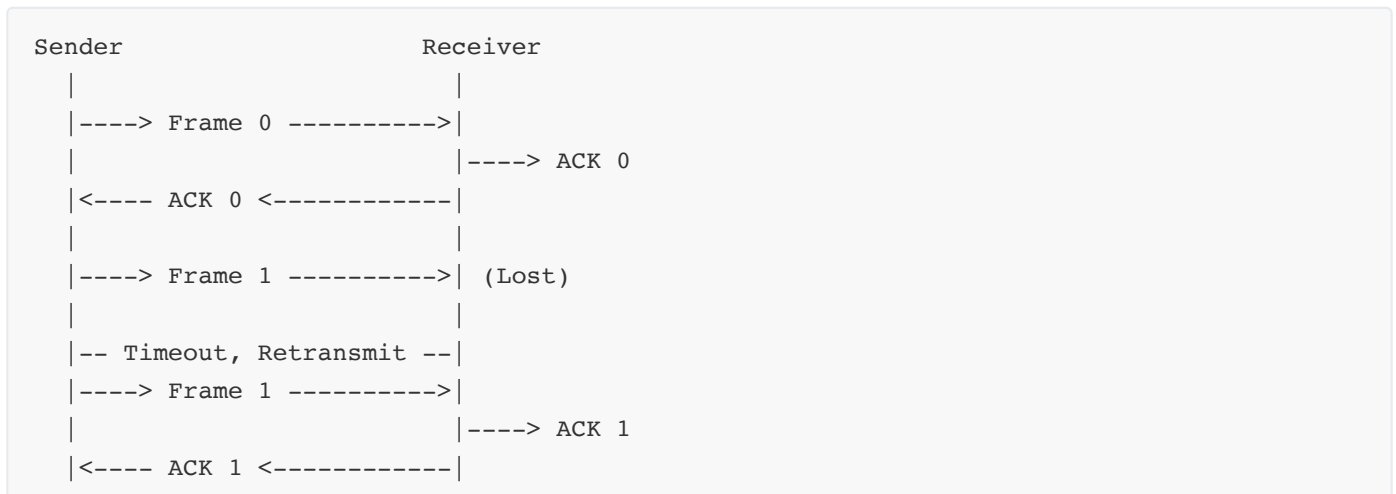 Sender                    Receiver
  |                         |
  |----> Frame 0 ---------->|
  |                         |----> ACK 0
  |<---- ACK 0 <------------|
  |                         |
  |----> Frame 1 ---------->| (Lost)
  |                         |
  |-- Timeout, Retransmit --|
  |----> Frame 1 ---------->|
  |                         |----> ACK 1
  |<---- ACK 1 <------------|